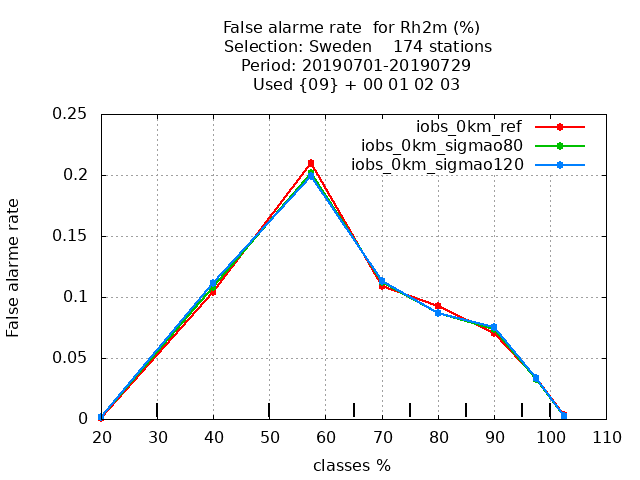 False alarme rate  for Rh2m (%)
Selection: Sweden    174 stations
Period: 20190701-20190729
Used {09} + 00 01 02 03
0.25
0.2
0.15
0.1
0.05
0
False alarme rate
iobs_0km_ref
iobs_0km_sigmao80
iobs_0km_sigmao120
20 30 40 50 60 70 80 90 100 110
classes %